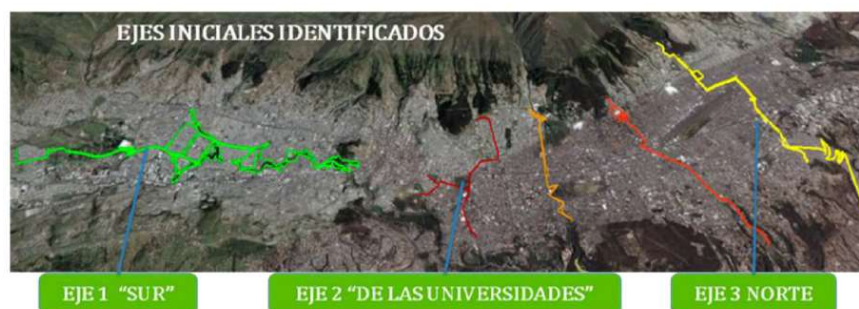 EJES INICIALES IDENTIFICADOS
EJE 1 "SUR"
EJE 2 "DE LAS UNIVERSIDADES"
EJE 3 NORTE